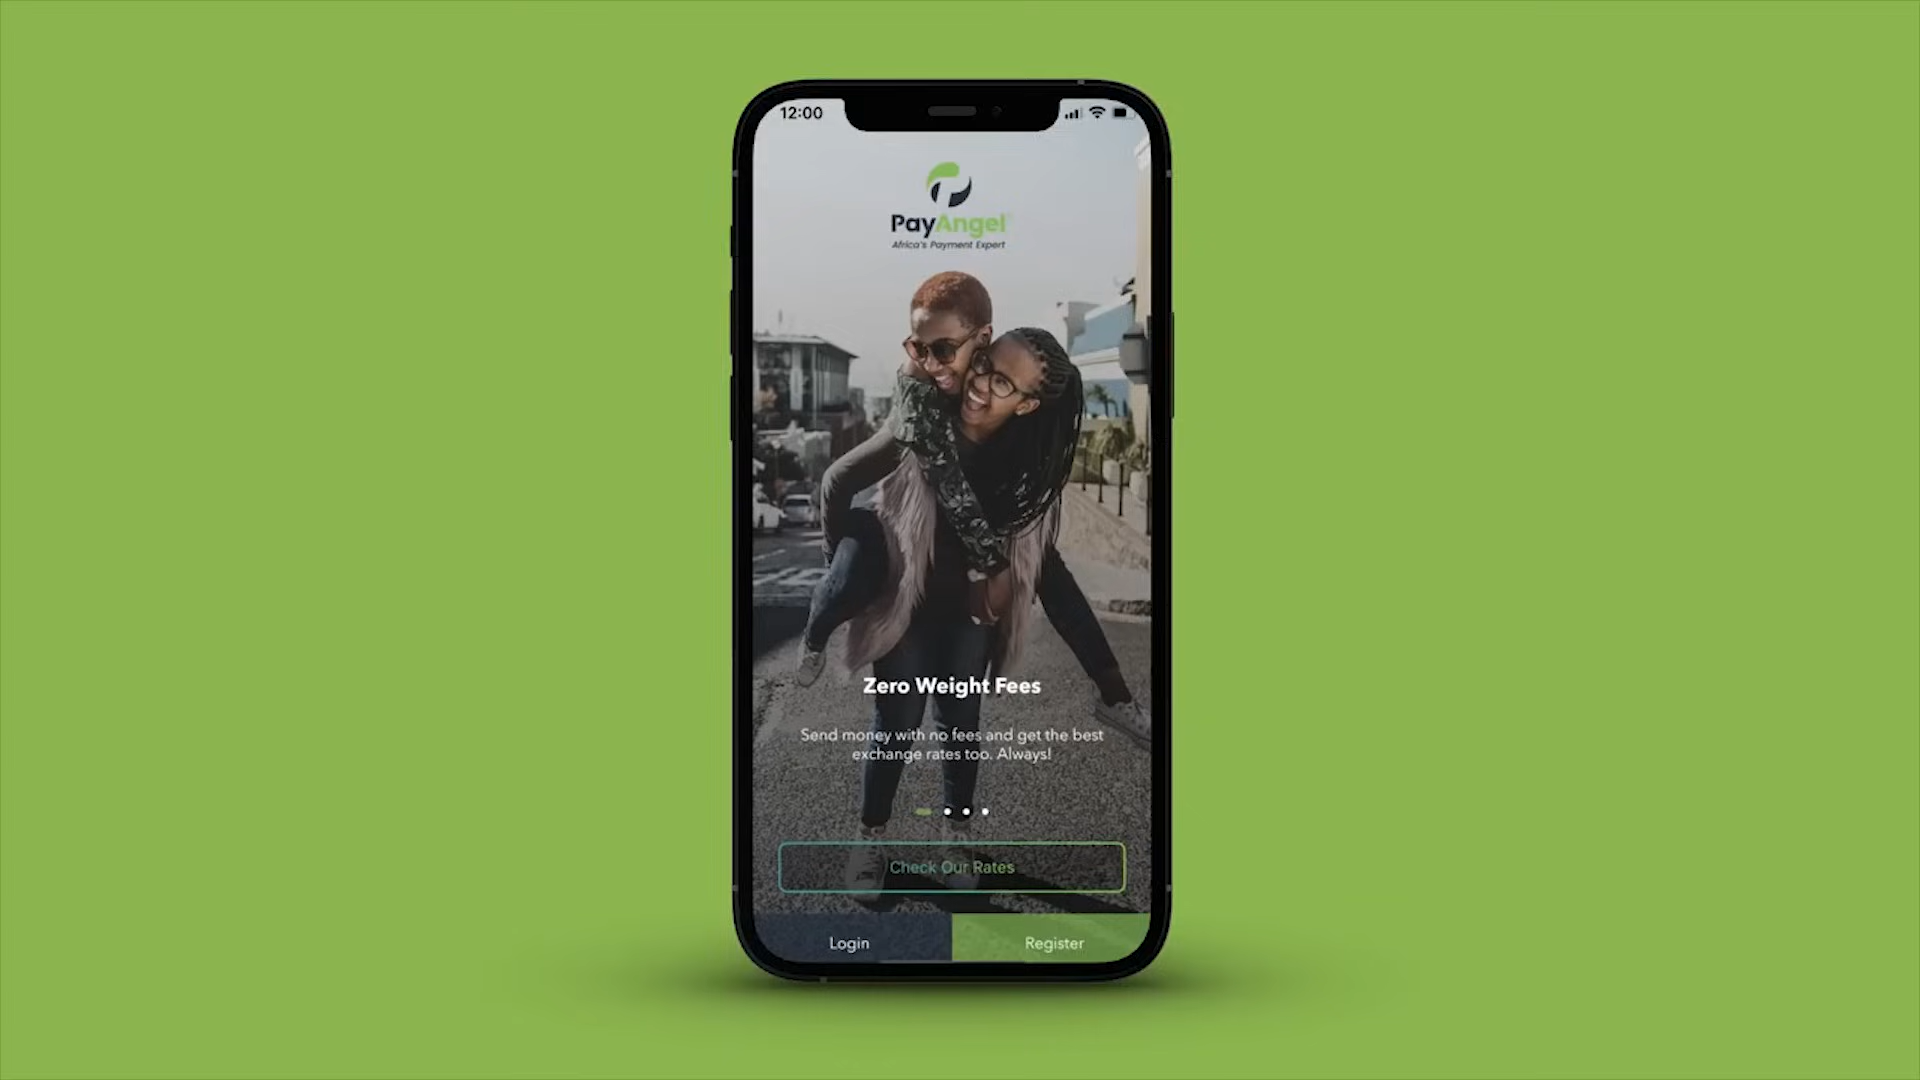 12:00
PayAngel
Africa's Payment Expert
Zero Weight Fees
Send money with no fees and get the best
exchange rates too. Always!
Check Our Rates
Login
Register